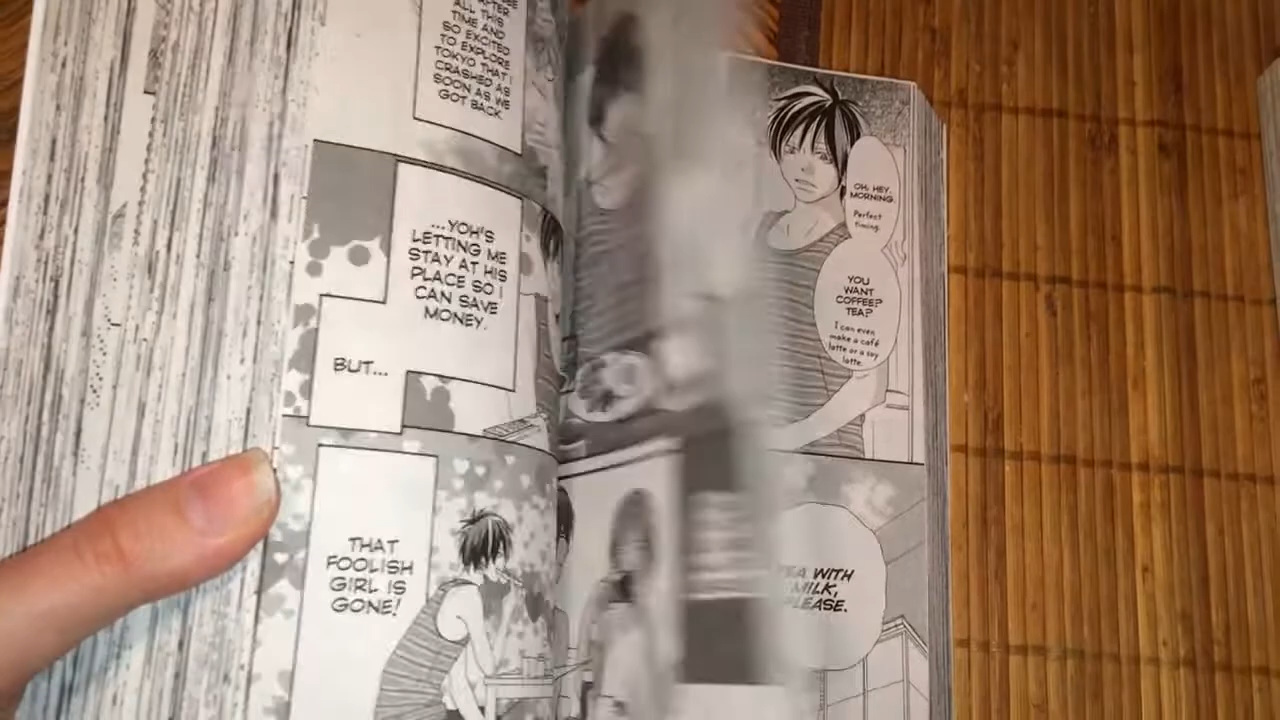 AFTER
ALL THIS
TIME AND
SO EXCITED
TO EXPLORE
TOKYO THAT I
CRASHED AS
SOON AS WE
GOT BACK.
...YOH'S
LETTING ME
STAY AT HIS
PLACE SO I
CAN SAVE
MONEY.
BUT...
THAT
FOOLISH
GIRL IS
GONE!
OH, HEY.
MORNING.
Perfect
timing.
YOU
WANT
COFFEE?
TEA?
I can even
make a café
latte or a soy
latte.
WITH
MILK,
PLEASE.